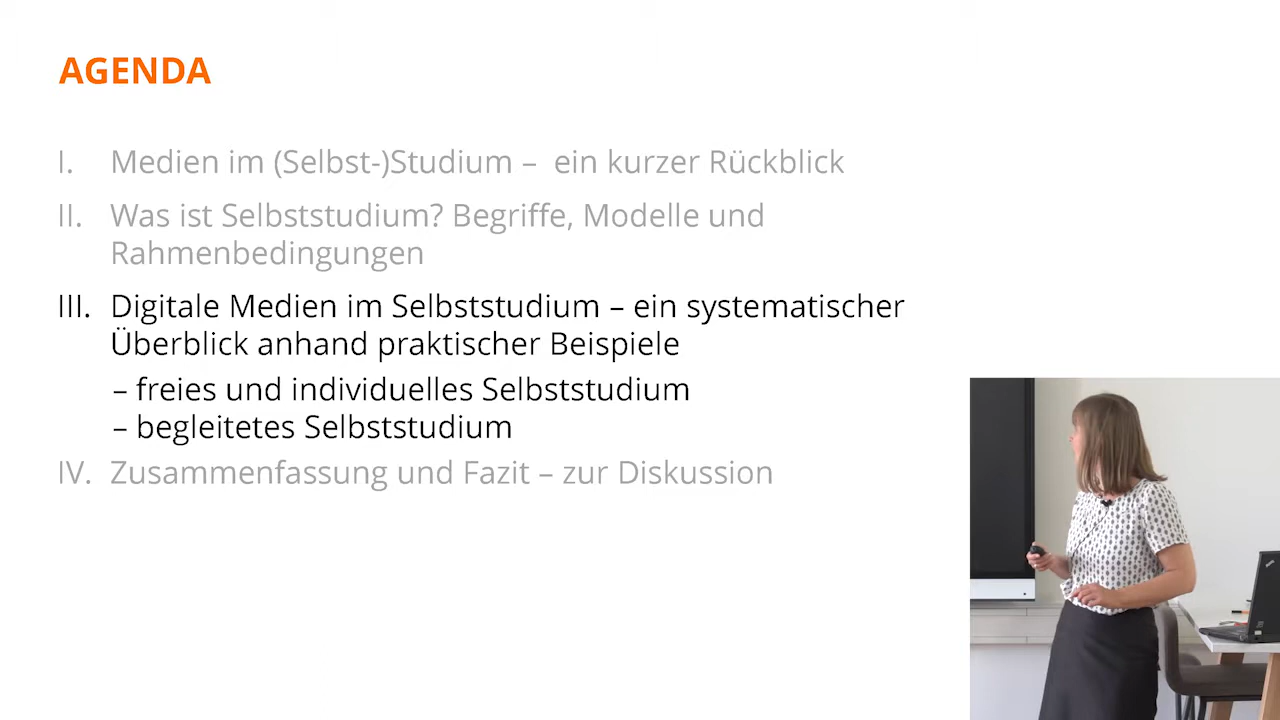 AGENDA
I. Medien im (Selbst-)Studium – ein kurzer Rückblick
II. Was ist Selbststudium? Begriffe, Modelle und
Rahmenbedingungen
III. Digitale Medien im Selbststudium – ein systematischer
Überblick anhand praktischer Beispiele
– freies und individuelles Selbststudium
– begleitetes Selbststudium
IV. Zusammenfassung und Fazit – zur Diskussion